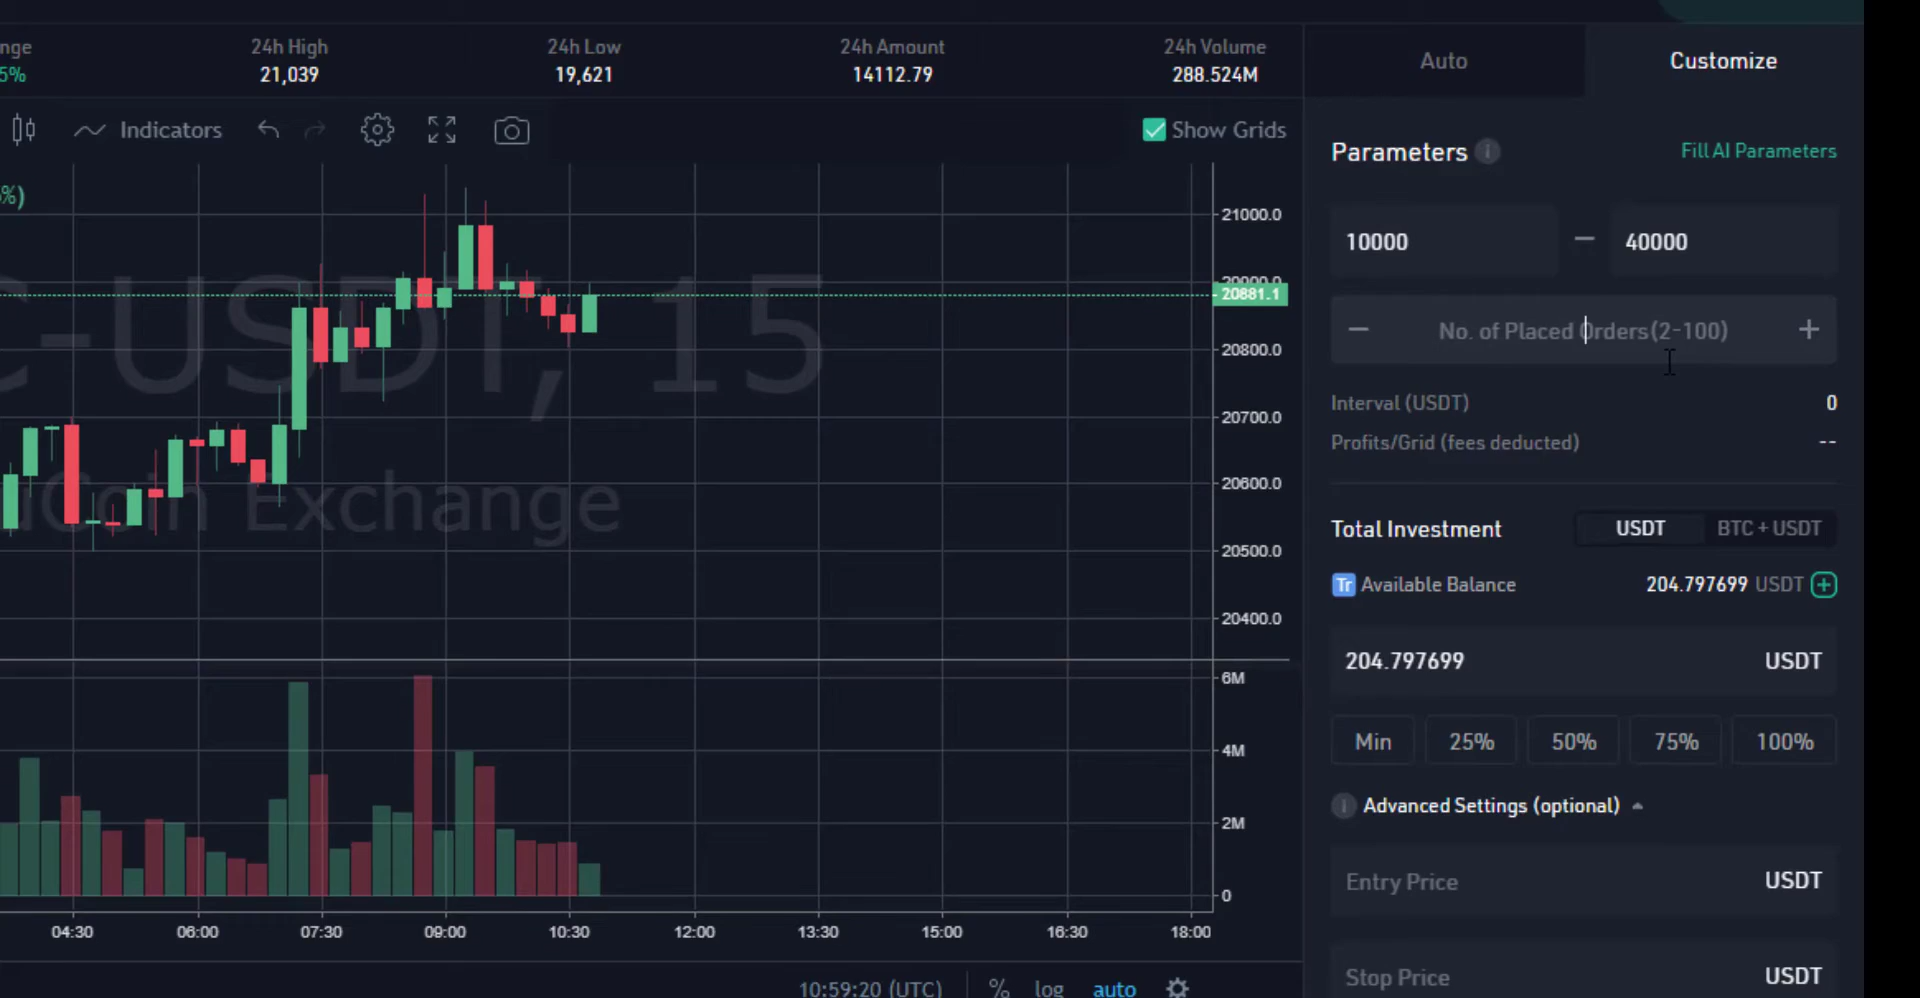 nge
5%
24h High
21,039
24h Low
19,621
24h Amount
14112.79
24h Volume
288.524M
Auto
Customize
Indicators
Show Grids
%)
C-USDT, 15
uCoin Exchange
21000.0
20881.1
20800.0
20700.0
20600.0
20500.0
20400.0
6M
4M
2M
0
04:30
06:00
07:30
09:00
10:30
12:00
13:30
15:00
16:30
18:00
10:59:20 (UTC)
%
log
auto
Parameters
Fill AI Parameters
10000 — 40000
− No. of Placed Orders(2-100) +
Interval (USDT) 0
Profits/Grid (fees deducted) --
Total Investment
USDT
BTC + USDT
Tr Available Balance 204.797699 USDT
204.797699 USDT
Min
25%
50%
75%
100%
Advanced Settings (optional)
Entry Price USDT
Stop Price USDT